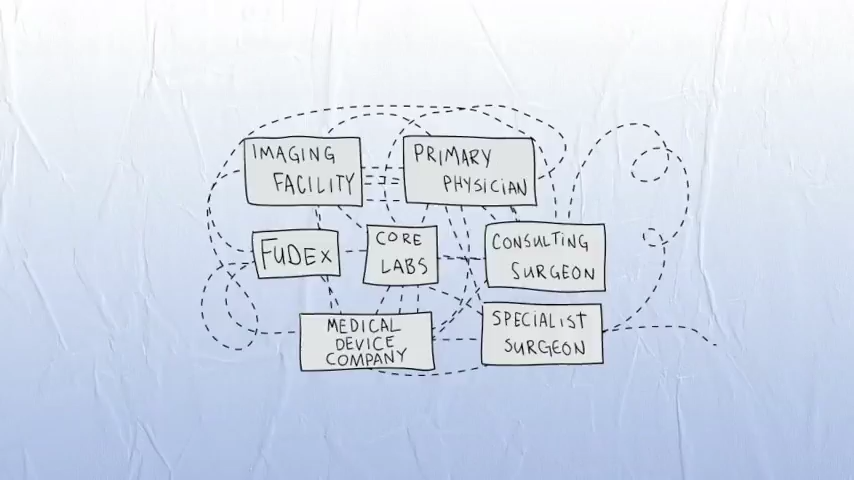 IMAGING
FACILITY
PRIMARY
PHYSICIAN
FUDEX
CORE
LABS
CONSULTING
SURGEON
MEDICAL
DEVICE
COMPANY
SPECIALIST
SURGEON